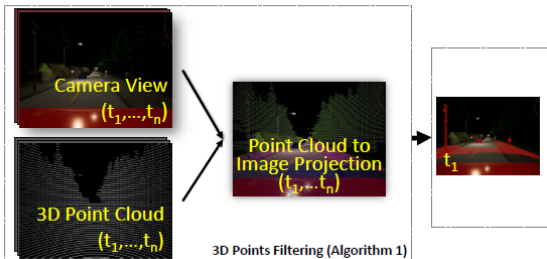 Camera View
(t₁,...,tₙ)
3D Point Cloud
(t₁,...,tₙ)
Point Cloud to
Image Projection
(t₁,...tₙ)
3D Points Filtering (Algorithm 1)
t₁